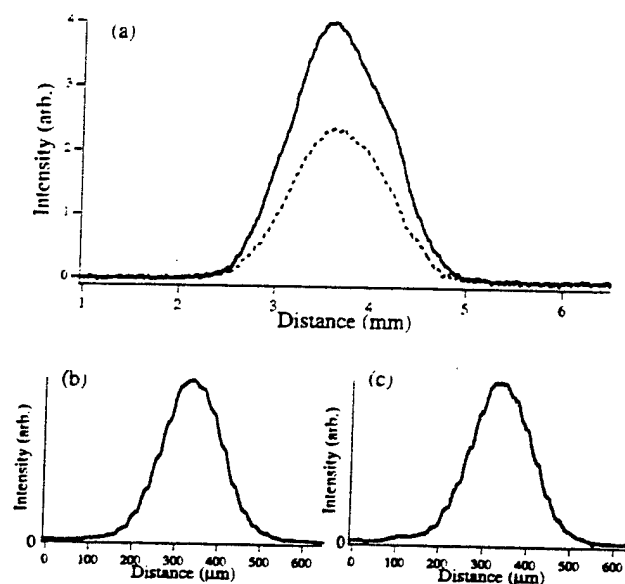 (a)
Intensity (arb.)
4
3
2
1
0
1 2 3 4 5 6
Distance (mm)
(b)
Intensity (arb.)
0
0 100 200 300 400 500 600
Distance (μm)
(c)
Intensity (arb.)
0
0 100 200 300 400 500 600
Distance (μm)